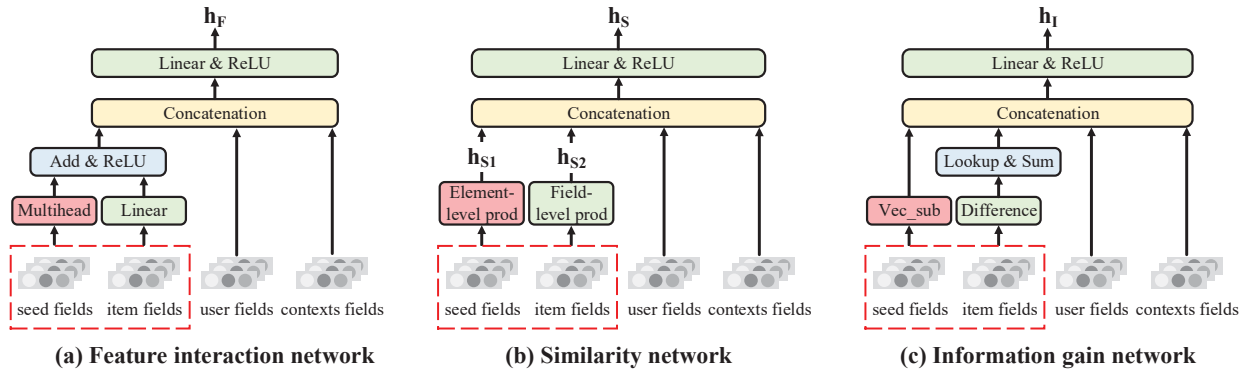 h_F
Linear & ReLU
Concatenation
Add & ReLU
Multihead
Linear
seed fields
item fields
user fields
contexts fields
(a) Feature interaction network
h_S
Linear & ReLU
Concatenation
h_S1
h_S2
Element-
level prod
Field-
level prod
seed fields
item fields
user fields
contexts fields
(b) Similarity network
h_I
Linear & ReLU
Concatenation
Lookup & Sum
Vec_sub
Difference
seed fields
item fields
user fields
contexts fields
(c) Information gain network